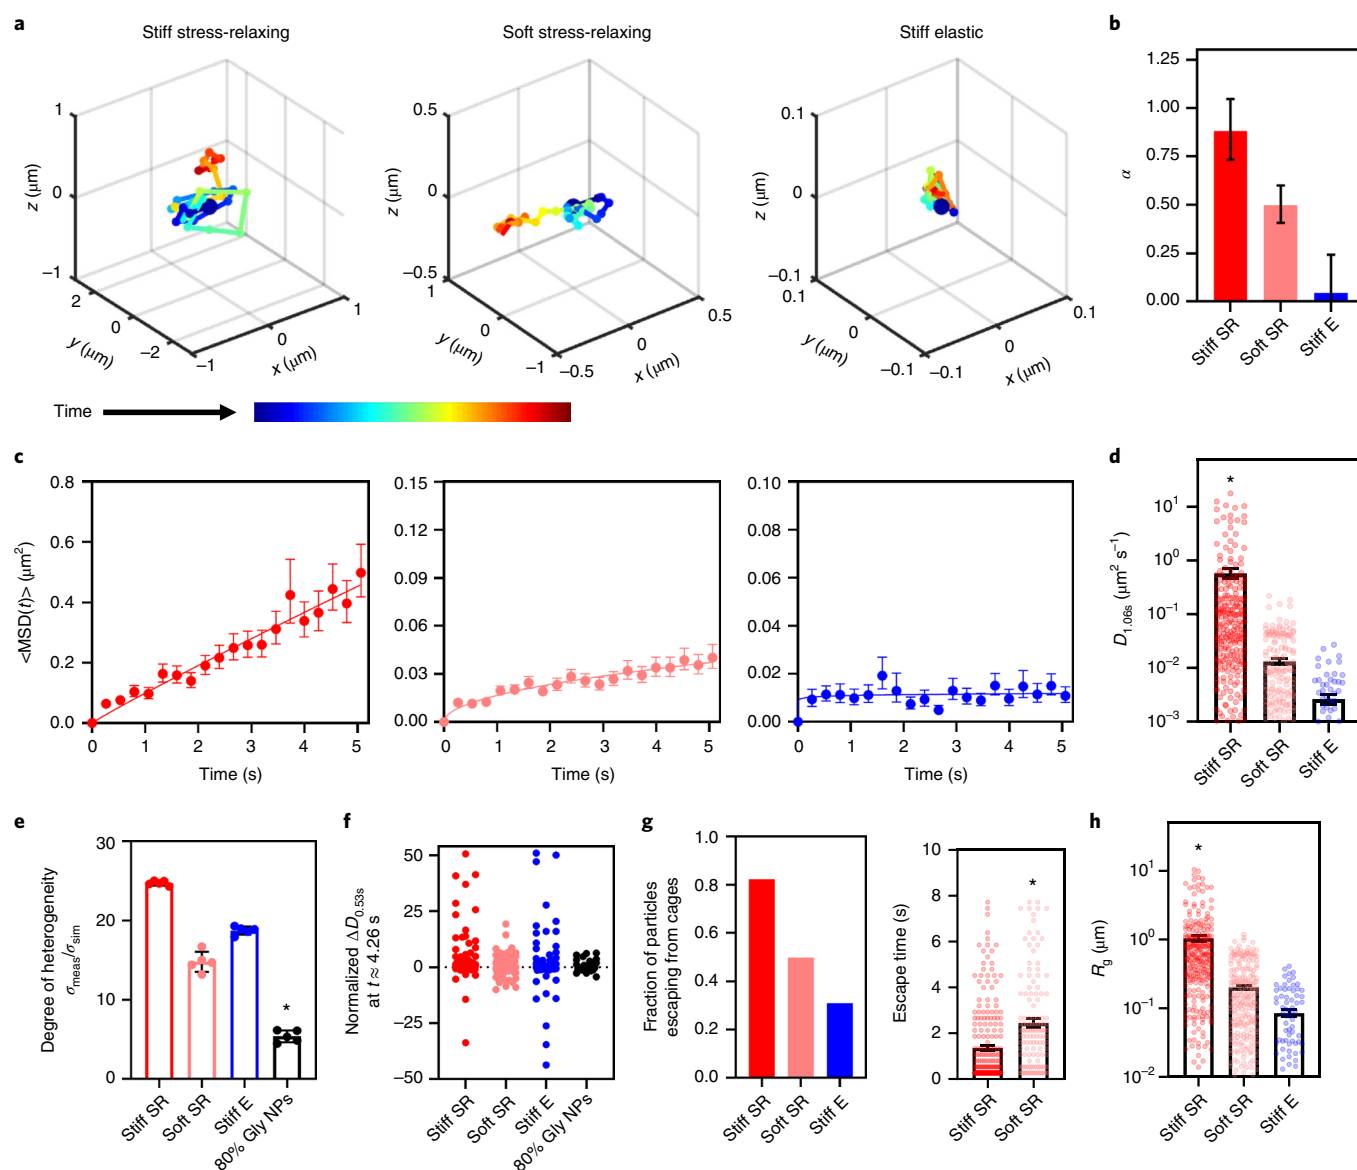 a
Stiff stress-relaxing
Soft stress-relaxing
Stiff elastic
b
1
0
−1
z (μm)
2
0
−2
y (μm)
−1
0
1
x (μm)
0.5
0
−0.5
z (μm)
1
0
−1
y (μm)
−0.5
0
0.5
x (μm)
0.1
0
−0.1
z (μm)
0.1
0
−0.1
y (μm)
−0.1
0
0.1
x (μm)
1.25
1.00
0.75
0.50
0.25
0.00
α
Stiff SR
Soft SR
Stiff E
Time
c
0.8
0.6
0.4
0.2
0.0
<MSD(t)> (μm²)
0 1 2 3 4 5
Time (s)
0.15
0.12
0.09
0.06
0.03
0.00
0 1 2 3 4 5
Time (s)
0.10
0.08
0.06
0.04
0.02
0.00
0 1 2 3 4 5
Time (s)
d
10¹
10⁰
10⁻¹
10⁻²
10⁻³
D1.06s (μm² s⁻¹)
*
Stiff SR
Soft SR
Stiff E
e
30
20
10
0
Degree of heterogeneity
σmeas/σsim
*
Stiff SR
Soft SR
Stiff E
80% Gly NPs
f
50
25
0
−25
−50
Normalized ΔD0.53s
at t ≈ 4.26 s
Stiff SR
Soft SR
Stiff E
80% Gly NPs
g
1.0
0.8
0.6
0.4
0.2
0.0
Fraction of particles
escaping from cages
Stiff SR
Soft SR
Stiff E
10
8
6
4
2
0
Escape time (s)
*
Stiff SR
Soft SR
h
10¹
10⁰
10⁻¹
10⁻²
Rg (μm)
*
Stiff SR
Soft SR
Stiff E